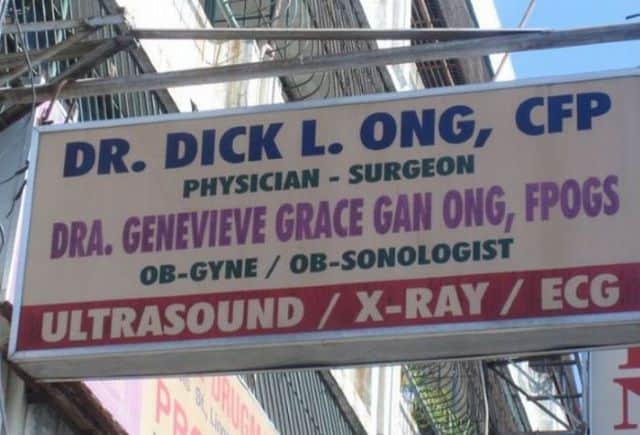 DR. DICK L. ONG, CFP
PHYSICIAN - SURGEON
DRA. GENEVIEVE GRACE GAN ONG, FPOGS
OB-GYNE / OB-SONOLOGIST
ULTRASOUND / X-RAY / ECG